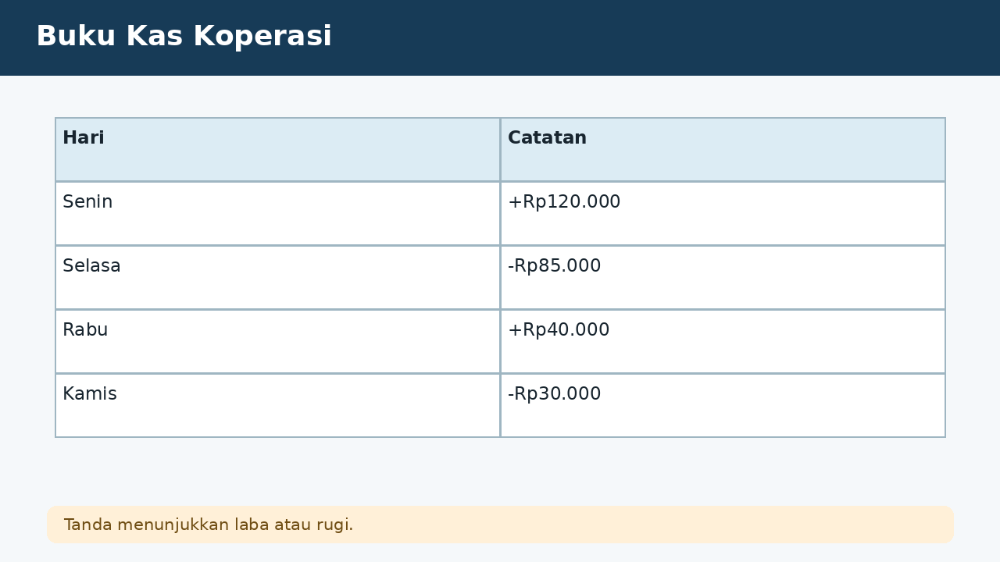 Buku Kas Koperasi
Hari Catatan
Senin +Rp120.000
Selasa -Rp85.000
Rabu +Rp40.000
Kamis -Rp30.000
Tanda menunjukkan laba atau rugi.